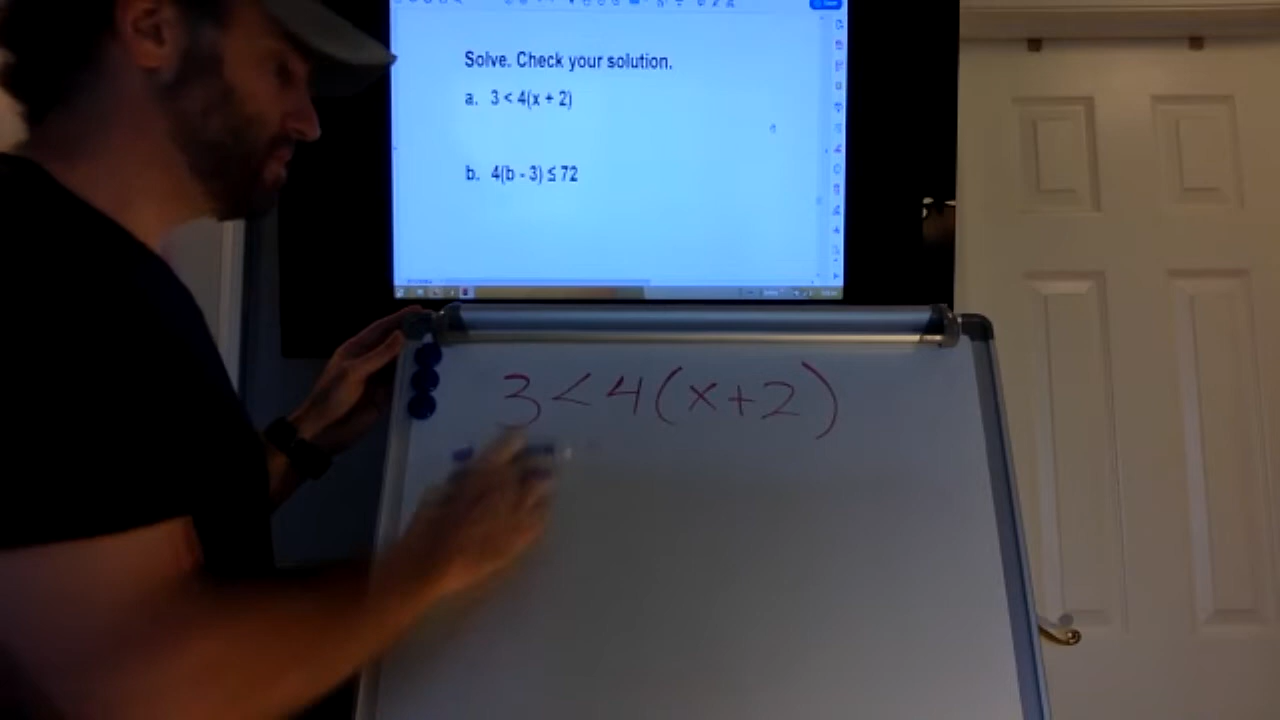 Solve. Check your solution.
a. 3 < 4(x + 2)
b. 4(b - 3) ≤ 72
3 < 4(x+2)